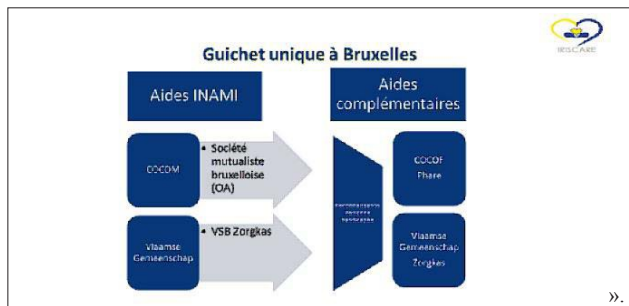 IRISCARE
Guichet unique à Bruxelles
Aides INAMI
Aides
complémentaires
COCOM
• Société
mutualiste
bruxelloise
(OA)
COCOF
Phare
Vlaamse
Gemeenschap
• VSB Zorgkas
Vlaamse
Gemeenschap
Zorgkas
».